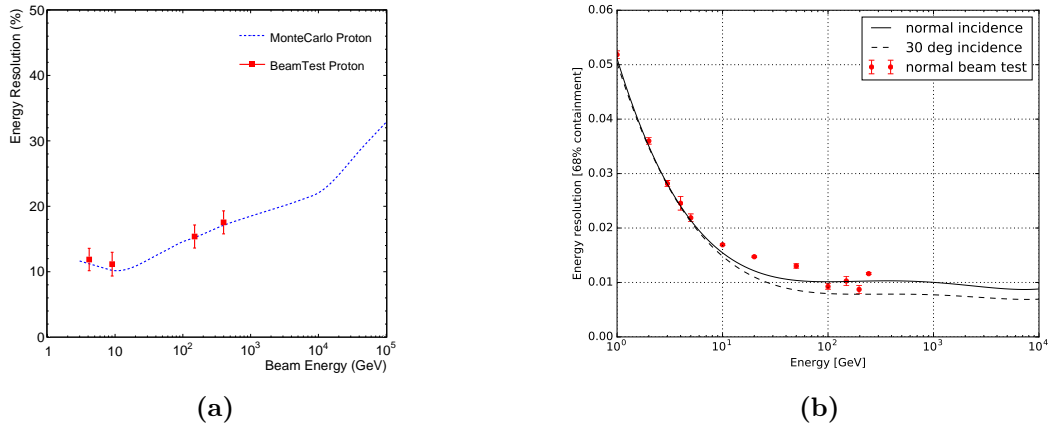 Energy Resolution (%)
50
40
30
20
10
0
MonteCarlo Proton
BeamTest Proton
1
10
10²
10³
10⁴
10⁵
Beam Energy (GeV)
(a)
Energy resolution [68% containment]
0.06
0.05
0.04
0.03
0.02
0.01
0.00
normal incidence
30 deg incidence
normal beam test
10⁰
10¹
10²
10³
10⁴
Energy [GeV]
(b)